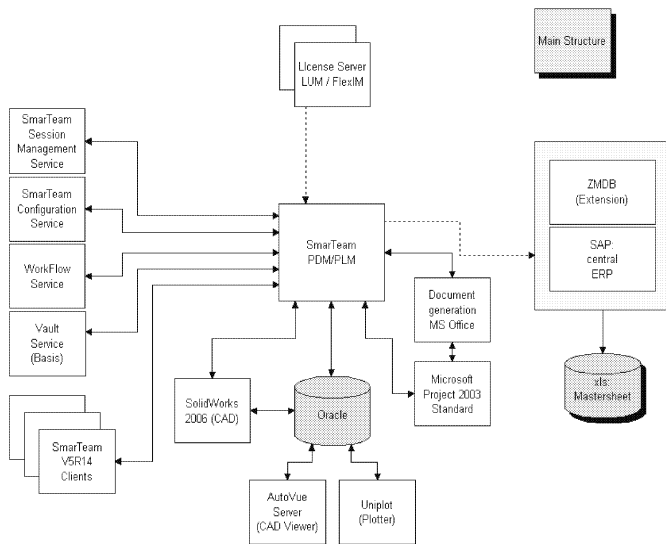 Main Structure
License Server
LUM / FlexIM
SmarTeam
Session
Management
Service
SmarTeam
Configuration
Service
WorkFlow
Service
Vault
Service
(Basis)
SmarTeam
V5R14
Clients
SmarTeam
PDM/PLM
ZMDB
(Extension)
SAP:
central
ERP
Document
generation
MS Office
Microsoft
Project 2003
Standard
xls:
Mastersheet
SolidWorks
2006 (CAD)
Oracle
AutoVue
Server
(CAD Viewer)
Uniplot
(Plotter)